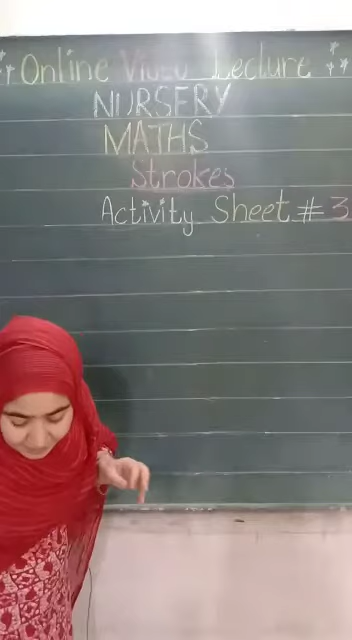 Online Video Lecture
NURSERY
MATHS
Strokes
Activity Sheet # 3